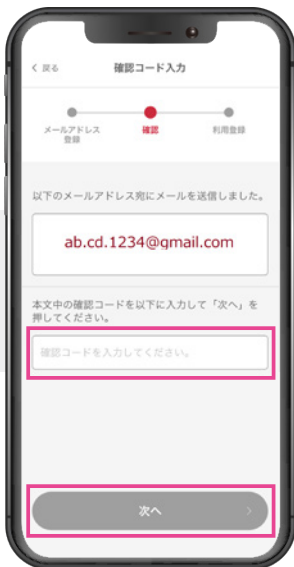 < 戻る 確認コード入力
メールアドレス 確認 利用登録
登録
以下のメールアドレス宛にメールを送信しました。
ab.cd.1234@gmail.com
本文中の確認コードを以下に入力して「次へ」を
押してください。
確認コードを入力してください。
次へ >